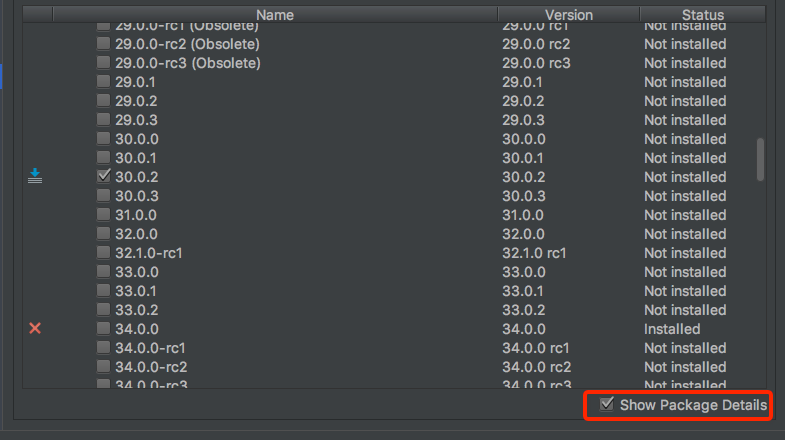 Name Version Status
29.0.0-rc1 (Obsolete) 29.0.0 rc1 Not installed
29.0.0-rc2 (Obsolete) 29.0.0 rc2 Not installed
29.0.0-rc3 (Obsolete) 29.0.0 rc3 Not installed
29.0.1 29.0.1 Not installed
29.0.2 29.0.2 Not installed
29.0.3 29.0.3 Not installed
30.0.0 30.0.0 Not installed
30.0.1 30.0.1 Not installed
30.0.2 30.0.2 Not installed
30.0.3 30.0.3 Not installed
31.0.0 31.0.0 Not installed
32.0.0 32.0.0 Not installed
32.1.0-rc1 32.1.0 rc1 Not installed
33.0.0 33.0.0 Not installed
33.0.1 33.0.1 Not installed
33.0.2 33.0.2 Not installed
34.0.0 34.0.0 Installed
34.0.0-rc1 34.0.0 rc1 Not installed
34.0.0-rc2 34.0.0 rc2 Not installed
34.0.0-rc3 34.0.0 rc3 Not installed
Show Package Details